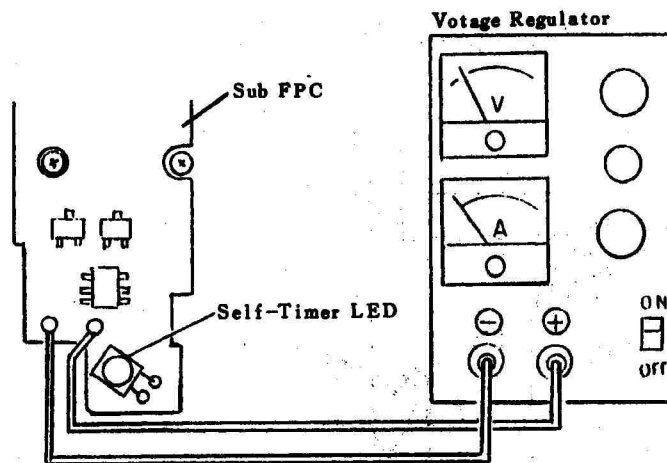 Votage Regulator
Sub FPC
V
A
Self-Timer LED
⊖ ⊕
ON
OFF